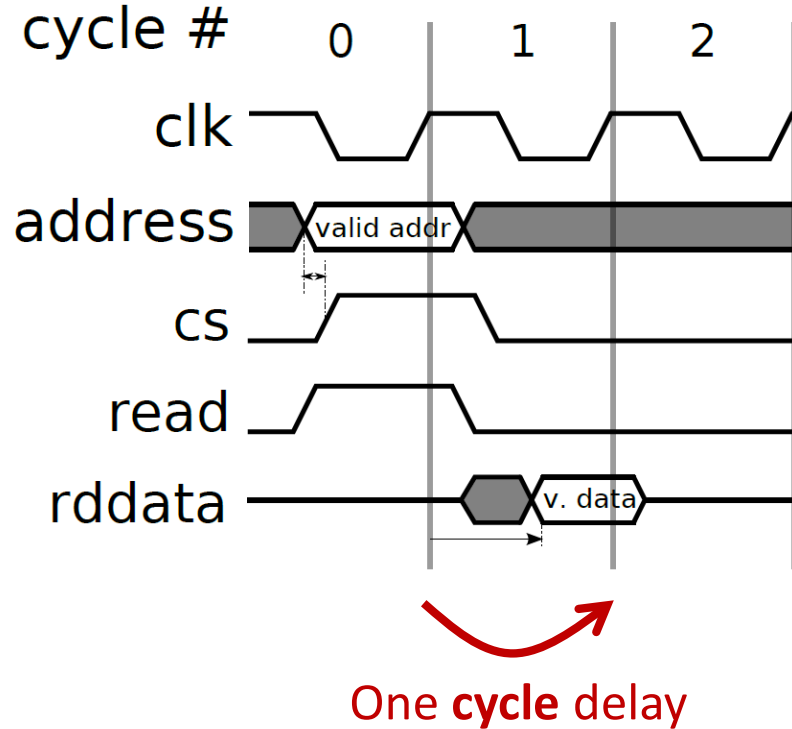 cycle # 0 1 2
clk
address valid addr
cs
read
rddata v. data
One cycle delay